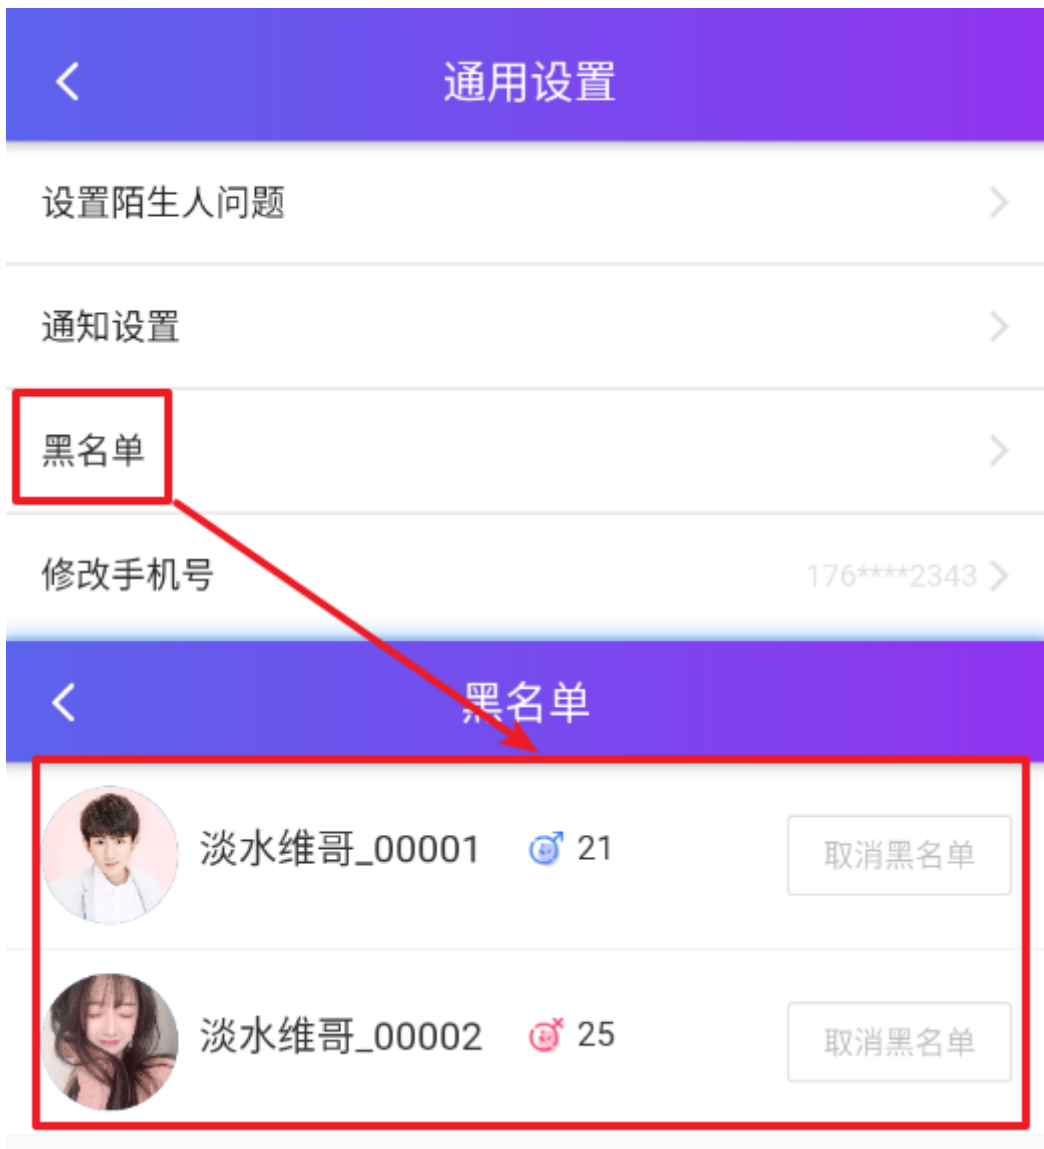 通用设置
设置陌生人问题
通知设置
黑名单
修改手机号 176****2343
黑名单
淡水维哥_00001 21 取消黑名单
淡水维哥_00002 25 取消黑名单